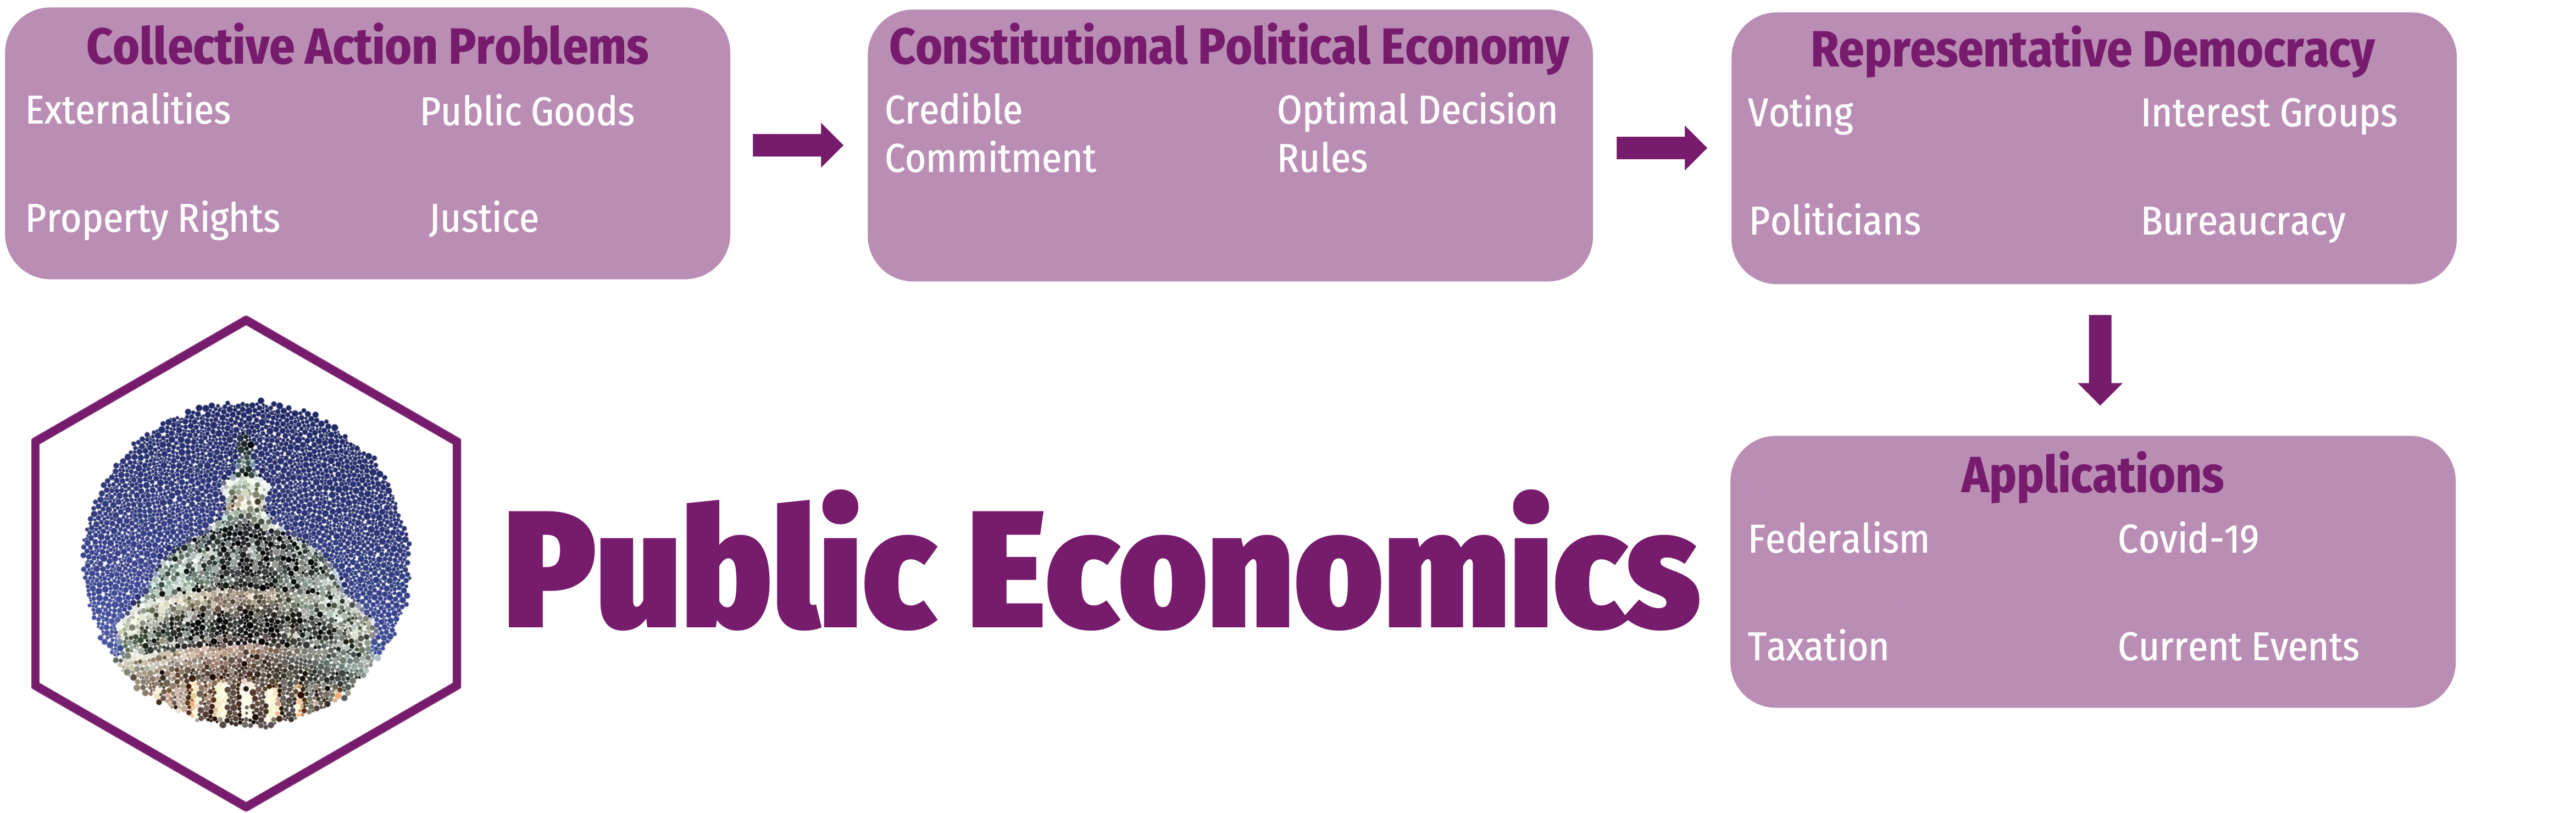 Collective Action Problems
Externalities
Public Goods
Property Rights
Justice
Constitutional Political Economy
Credible
Commitment
Optimal Decision
Rules
Representative Democracy
Voting
Interest Groups
Politicians
Bureaucracy
Public Economics
Applications
Federalism
Covid-19
Taxation
Current Events